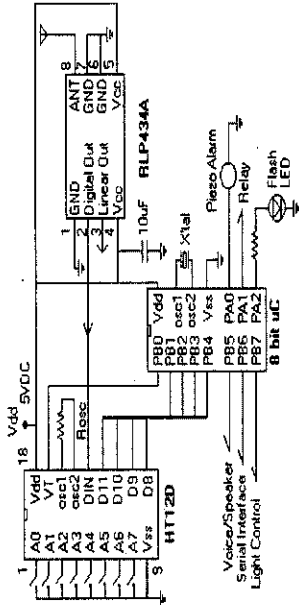 Vdd
5VDC
18
1
A0 Vdd
A1 VT
A2 osc1
A3 osc2
A4 DIN
A5 D11
A6 D10
A7 D9
Vss D8
9
HT12D
Rosc
1 GND ANT 8
2 Digital Out GND 7
3 Linear Out GND 6
4 Vcc Vcc 5
RLP434A
10uF
PB0 Vdd
PB1
PB2 osc1
PB3 osc2
PB4 Vss
PB5 PA0
PB6 PA1
PB7 PA2
8 bit uC
X'tal
Piezo Alarm
Relay
Flash
LED
Voice/Speaker
Serial Interface
Light Control